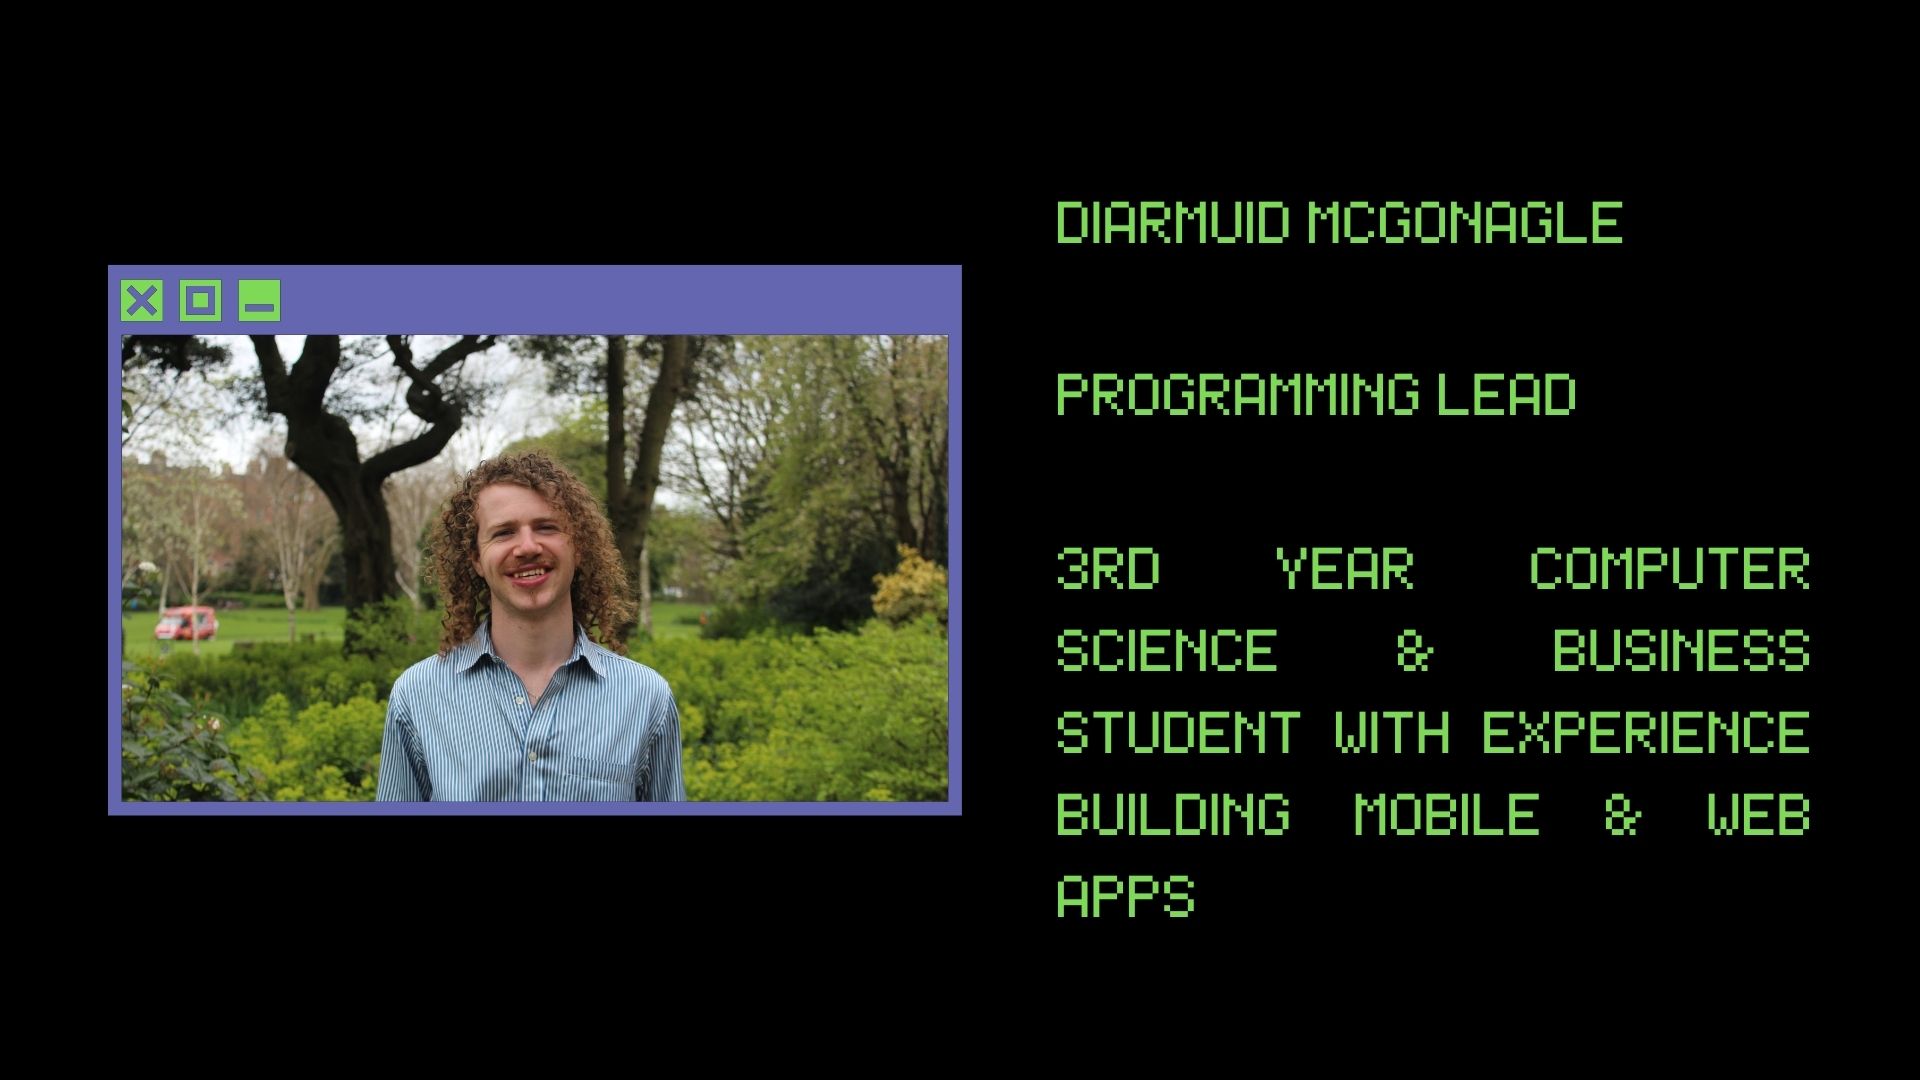 DIARMUID MCGONAGLE
PROGRAMMING LEAD
3RD YEAR COMPUTER
SCIENCE & BUSINESS
STUDENT WITH EXPERIENCE
BUILDING MOBILE & WEB
APPS